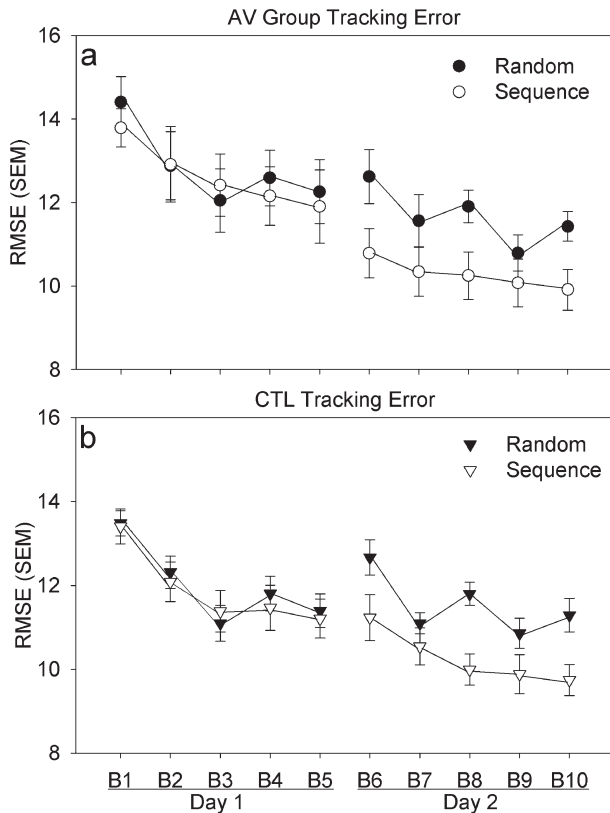 AV Group Tracking Error
a
Random
Sequence
RMSE (SEM)
16
14
12
10
8
CTL Tracking Error
b
Random
Sequence
RMSE (SEM)
16
14
12
10
8
B1 B2 B3 B4 B5 B6 B7 B8 B9 B10
Day 1 Day 2